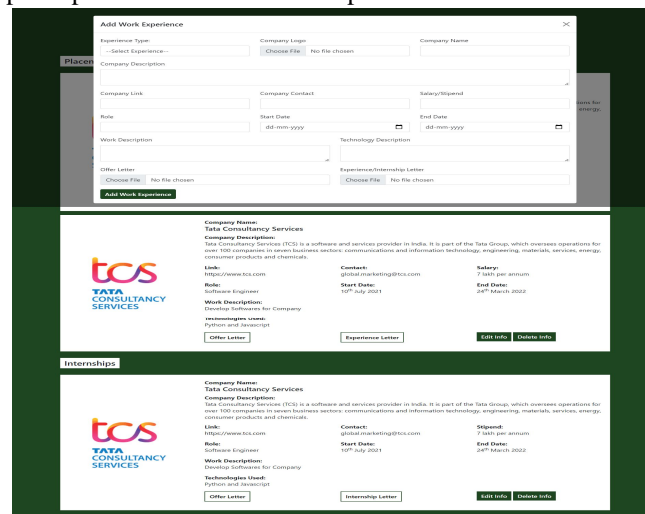 Add Work Experience
Experience Type:
Company Logo
Company Name
---Select Experience---
Choose File No file chosen
Placem
Company Description
Company Link
Company Contact
Salary/Stipend
ions for
energy,
Role
Start Date
End Date
dd-mm-yyyy
dd-mm-yyyy
Work Description
Technology Description
Offer Letter
Experience/Internship Letter
Choose File No file chosen
Choose File No file chosen
Add Work Experience
Company Name:
Tata Consultancy Services
Company Description:
Tata Consultancy Services (TCS) is a software and services provider in India. It is part of the Tata Group, which oversees operations for
over 100 companies in seven business sectors: communications and information technology, engineering, materials, services, energy,
consumer products and chemicals.
tcs
TATA
CONSULTANCY
SERVICES
Link:
Contact:
Salary:
https://www.tcs.com
global.marketing@tcs.com
7 lakh per annum
Role:
Start Date:
End Date:
Software Engineer
10th July 2021
24th March 2022
Work Description:
Develop Softwares for Company
Technologies Used:
Python and Javascript
Offer Letter
Experience Letter
Edit Info
Delete Info
Internships
Company Name:
Tata Consultancy Services
Company Description:
Tata Consultancy Services (TCS) is a software and services provider in India. It is part of the Tata Group, which oversees operations for
over 100 companies in seven business sectors: communications and information technology, engineering, materials, services, energy,
consumer products and chemicals.
tcs
TATA
CONSULTANCY
SERVICES
Link:
Contact:
Stipend:
https://www.tcs.com
global.marketing@tcs.com
7 lakh per annum
Role:
Start Date:
End Date:
Software Engineer
10th July 2021
24th March 2022
Work Description:
Develop Softwares for Company
Technologies Used:
Python and Javascript
Offer Letter
Internship Letter
Edit Info
Delete Info